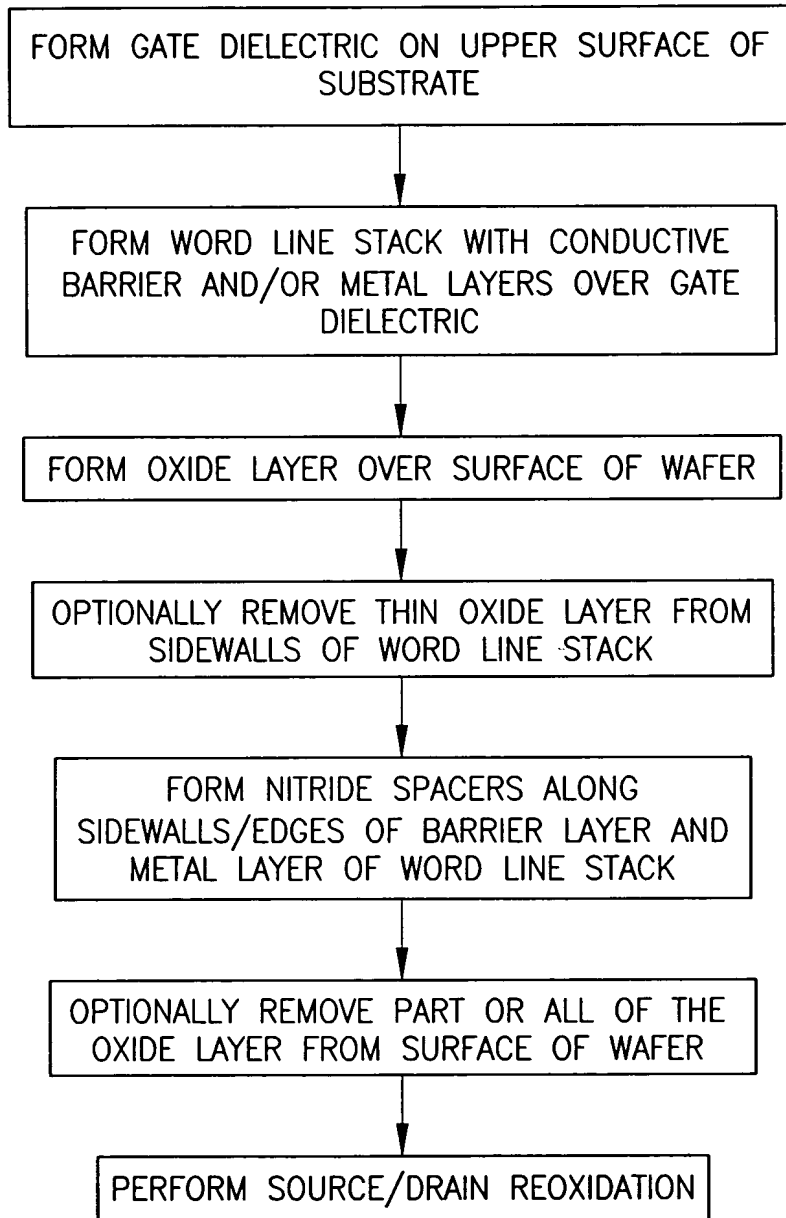 FORM GATE DIELECTRIC ON UPPER SURFACE OF
SUBSTRATE
FORM WORD LINE STACK WITH CONDUCTIVE
BARRIER AND/OR METAL LAYERS OVER GATE
DIELECTRIC
FORM OXIDE LAYER OVER SURFACE OF WAFER
OPTIONALLY REMOVE THIN OXIDE LAYER FROM
SIDEWALLS OF WORD LINE STACK
FORM NITRIDE SPACERS ALONG
SIDEWALLS/EDGES OF BARRIER LAYER AND
METAL LAYER OF WORD LINE STACK
OPTIONALLY REMOVE PART OR ALL OF THE
OXIDE LAYER FROM SURFACE OF WAFER
PERFORM SOURCE/DRAIN REOXIDATION